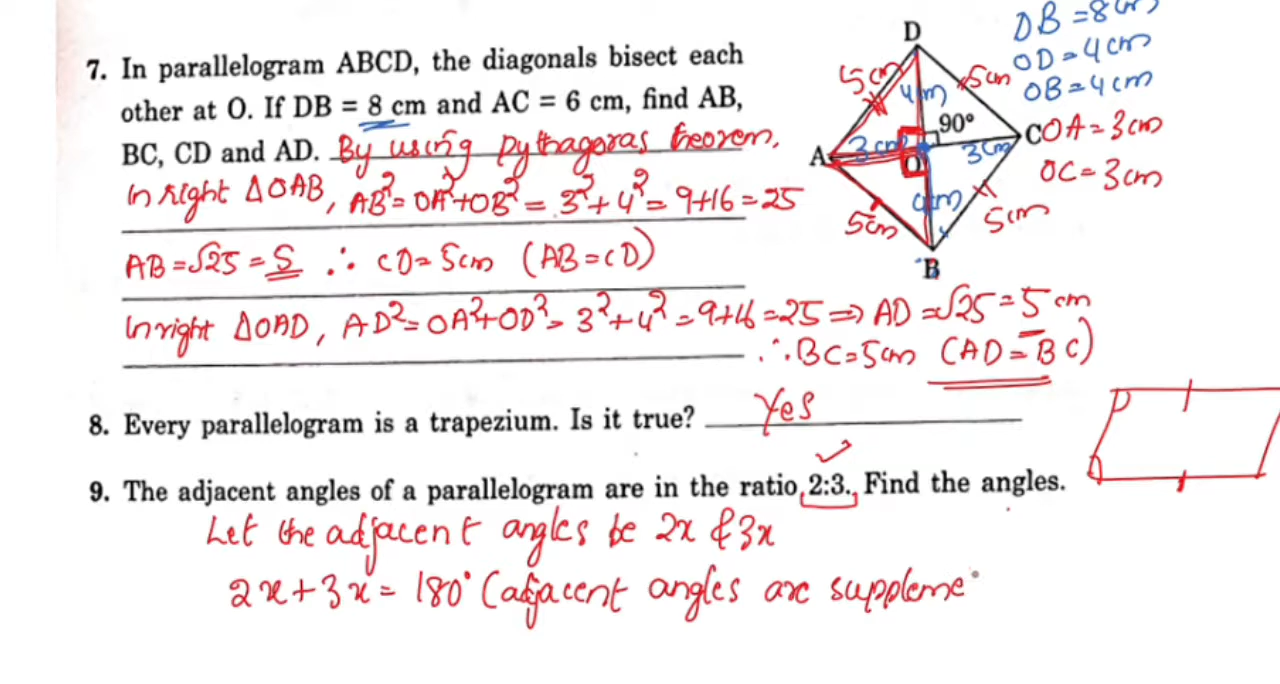 7. In parallelogram ABCD, the diagonals bisect each
other at O. If DB = 8 cm and AC = 6 cm, find AB,
BC, CD and AD. By using Pythagoras theorem.
In right △OAB, AB² = OA² + OB² = 3² + 4² = 9+16 = 25
AB = √25 = 5 ∴ CD = 5cm (AB = CD)
In right △OAD, AD² = OA² + OD² = 3² + 4² = 9+16 = 25 ⇒ AD = √25 = 5 cm
∴ BC = 5cm (AD = BC)
D
5cm
5cm
4cm
90°
A
3cm
O
3cm
C
4cm
5cm
5cm
B
DB = 8cm
OD = 4cm
OB = 4cm
OA = 3cm
OC = 3cm
8. Every parallelogram is a trapezium. Is it true? Yes
9. The adjacent angles of a parallelogram are in the ratio 2:3. Find the angles.
Let the adjacent angles be 2x & 3x
2x + 3x = 180° (adjacent angles are suppleme